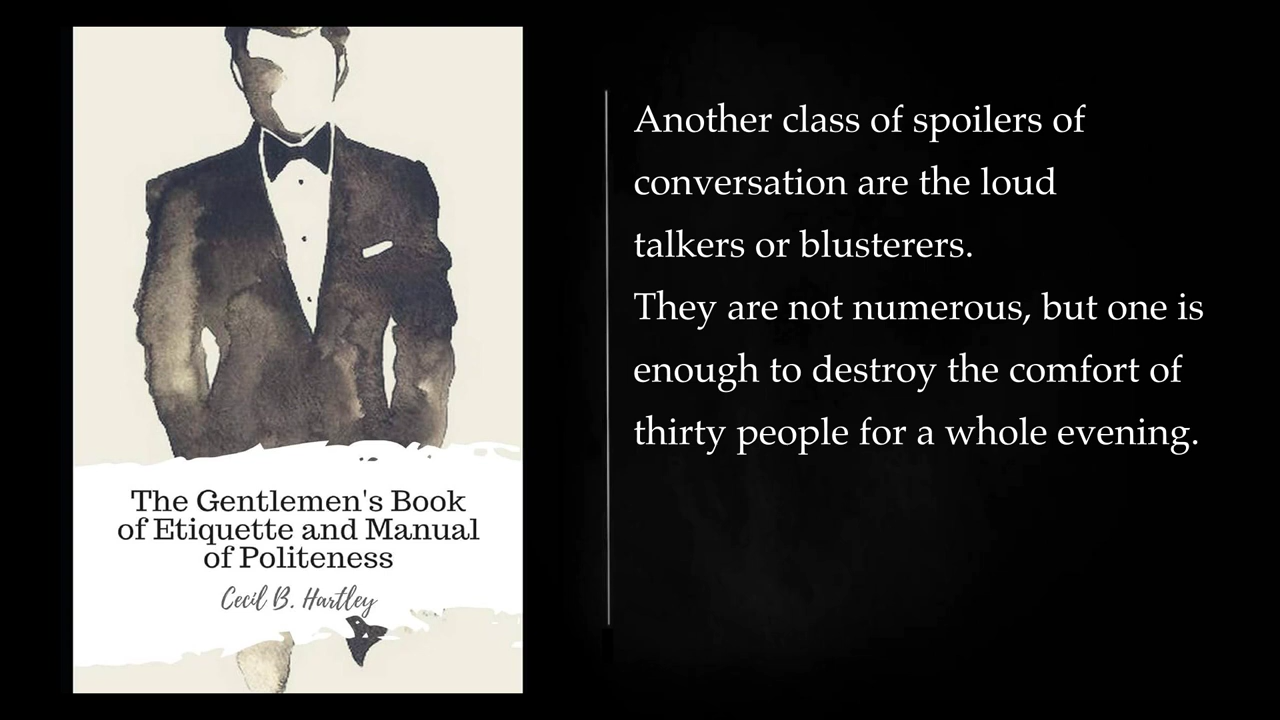 The Gentlemen's Book
of Etiquette and Manual
of Politeness
Cecil B. Hartley
Another class of spoilers of
conversation are the loud
talkers or blusterers.
They are not numerous, but one is
enough to destroy the comfort of
thirty people for a whole evening.